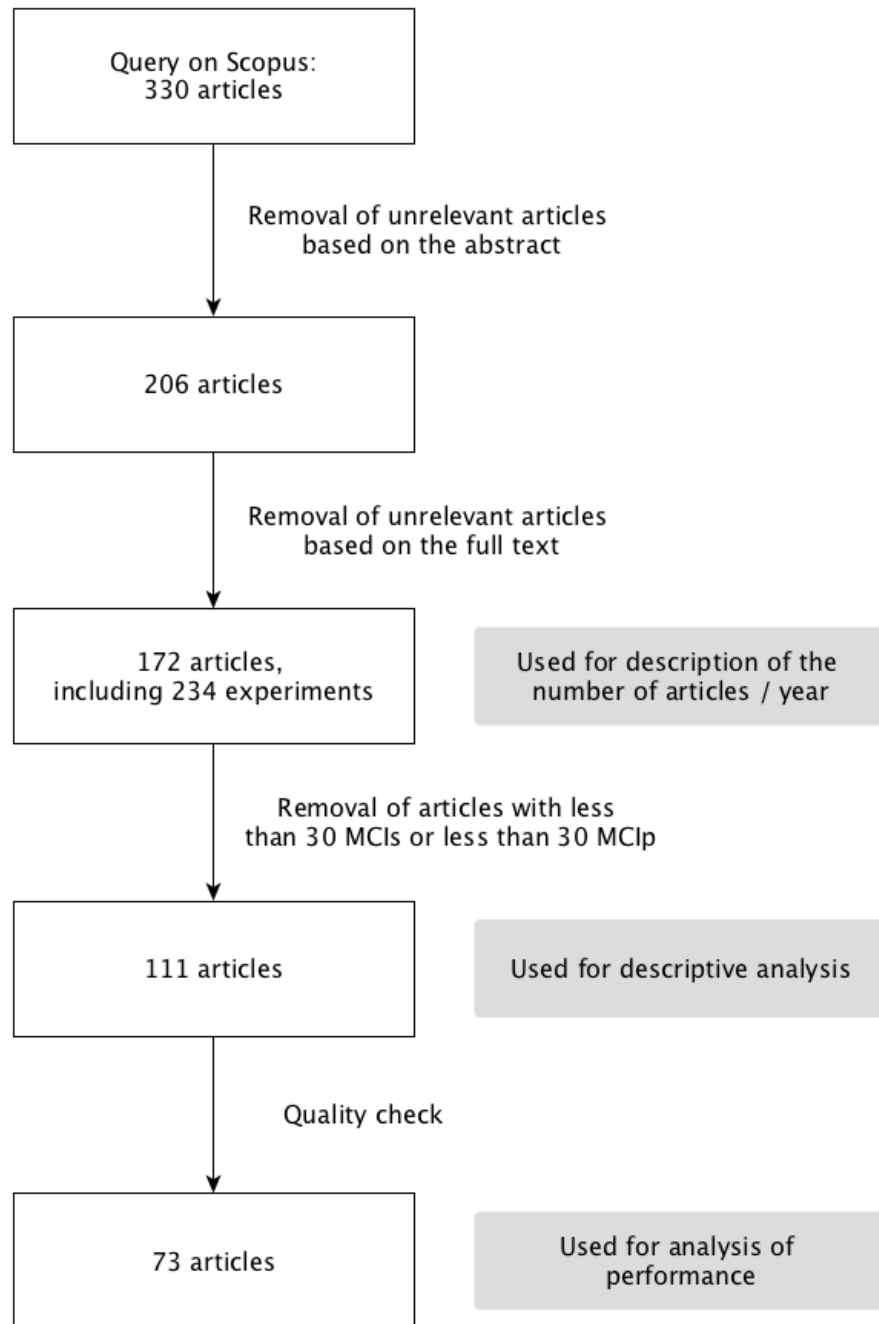 Query on Scopus:
330 articles
Removal of unrelevant articles
based on the abstract
206 articles
Removal of unrelevant articles
based on the full text
172 articles,
including 234 experiments
Used for description of the
number of articles / year
Removal of articles with less
than 30 MCIs or less than 30 MCIp
111 articles
Used for descriptive analysis
Quality check
73 articles
Used for analysis of
performance